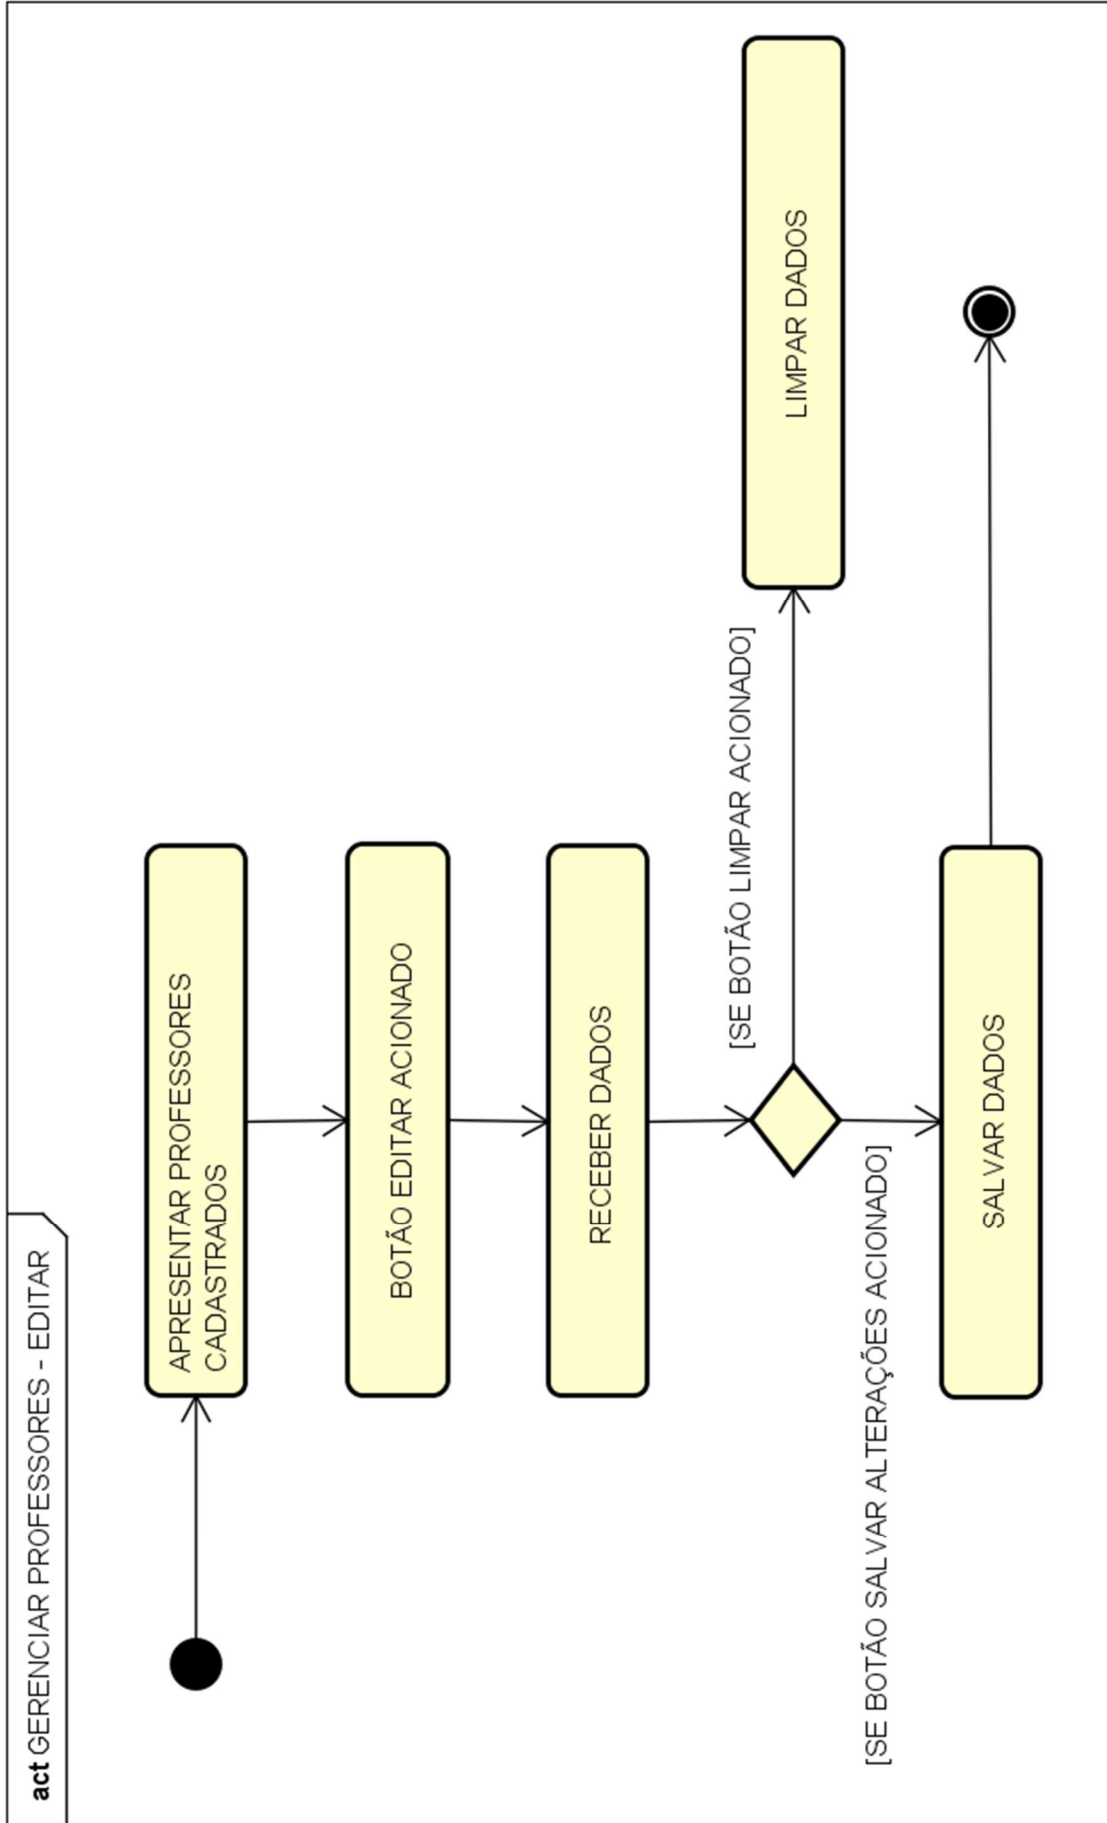 act GERENCIAR PROFESSORES - EDITAR
APRESENTAR PROFESSORES
CADASTRADOS
BOTÃO EDITAR ACIONADO
RECEBER DADOS
[SE BOTÃO LIMPAR ACIONADO]
LIMPAR DADOS
[SE BOTÃO SALVAR ALTERAÇÕES ACIONADO]
SALVAR DADOS